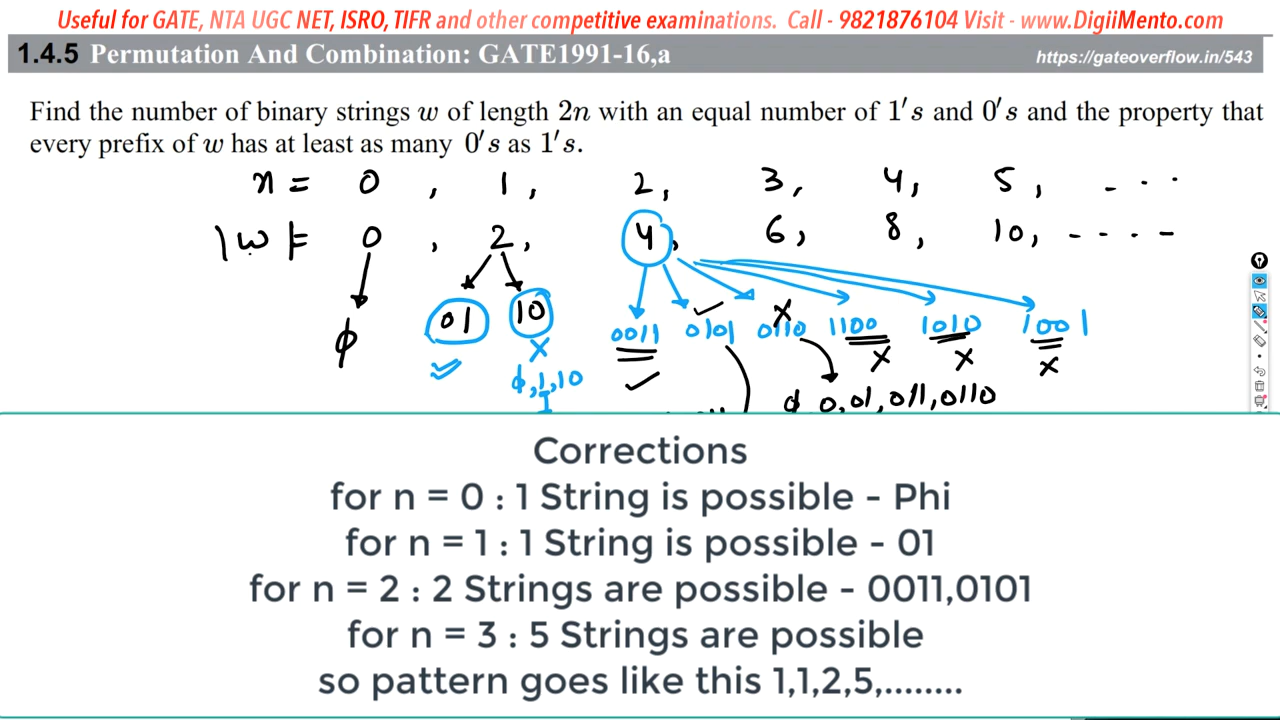 Useful for GATE, NTA UGC NET, ISRO, TIFR and other competitive examinations. Call - 9821876104 Visit - www.DigiiMento.com
1.4.5 Permutation And Combination: GATE1991-16,a https://gateoverflow.in/543
Find the number of binary strings w of length 2n with an equal number of 1's and 0's and the property that
every prefix of w has at least as many 0's as 1's.
n = 0 , 1 , 2, 3, 4, 5, - . . .
|w| = 0 , 2, 4, 6, 8, 10, - - - - -
ϕ 01 10 0011 0101 0110 1100 1010 1001
ϕ, 1, 10
ϕ 0, 01, 011, 0110
Corrections
for n = 0 : 1 String is possible - Phi
for n = 1 : 1 String is possible - 01
for n = 2 : 2 Strings are possible - 0011,0101
for n = 3 : 5 Strings are possible
so pattern goes like this 1,1,2,5,........